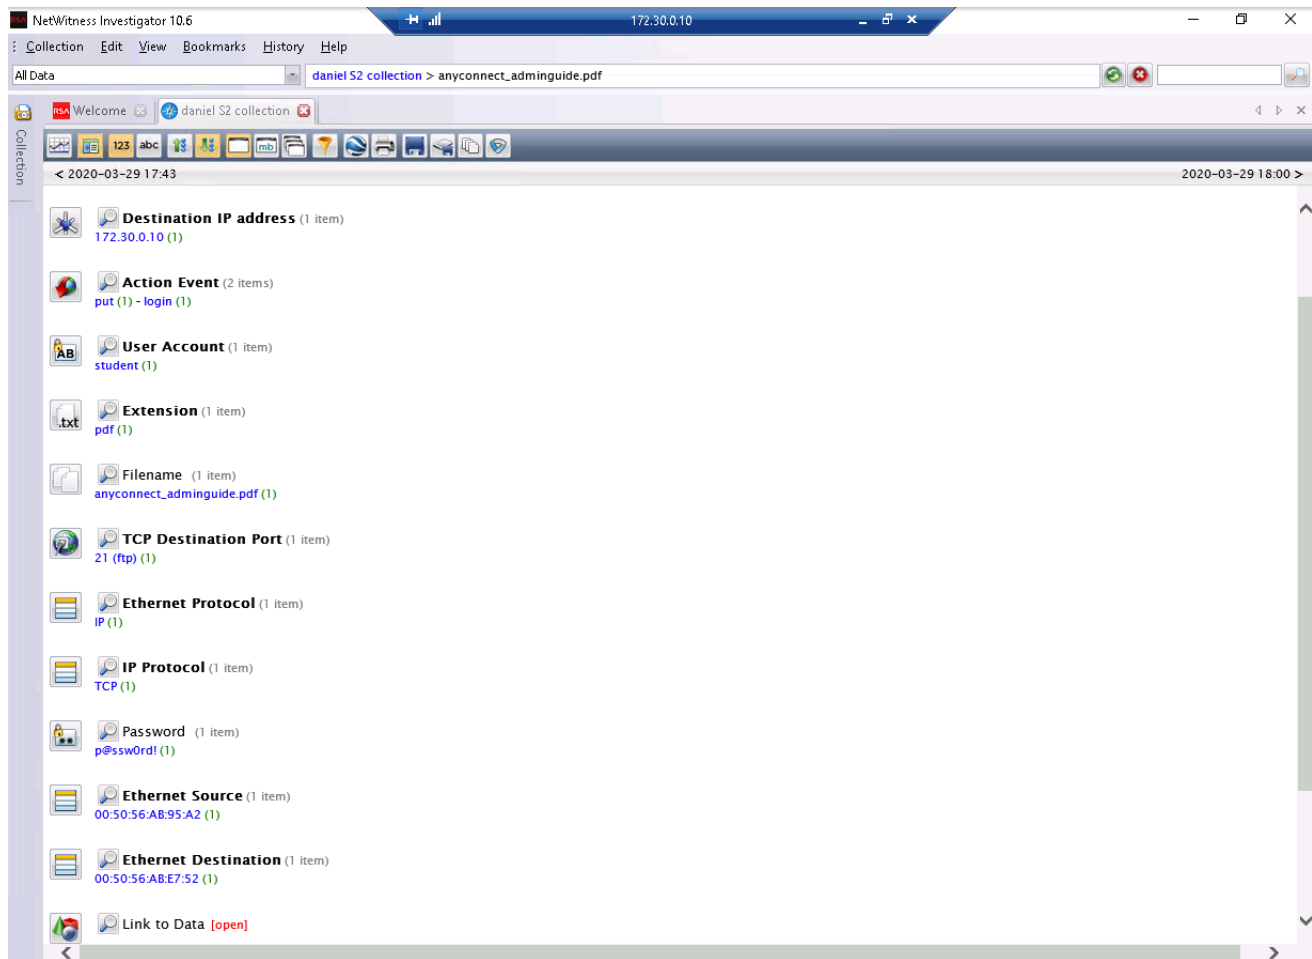 RSA NetWitness Investigator 10.6
172.30.0.10
Collection Edit View Bookmarks History Help
All Data
daniel S2 collection > anyconnect_adminguide.pdf
RSA Welcome daniel S2 collection
Collection
123 abc mb
< 2020-03-29 17:43 2020-03-29 18:00 >
Destination IP address (1 item)
172.30.0.10 (1)
Action Event (2 items)
put (1) - login (1)
AB
User Account (1 item)
student (1)
.txt
Extension (1 item)
pdf (1)
Filename (1 item)
anyconnect_adminguide.pdf (1)
TCP Destination Port (1 item)
21 (ftp) (1)
Ethernet Protocol (1 item)
IP (1)
IP Protocol (1 item)
TCP (1)
**
Password (1 item)
p@ssw0rd! (1)
Ethernet Source (1 item)
00:50:56:AB:95:A2 (1)
Ethernet Destination (1 item)
00:50:56:AB:E7:52 (1)
Link to Data [open]